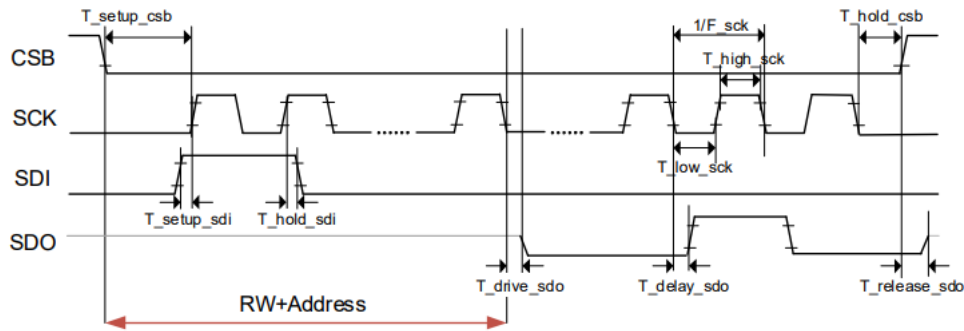 T_setup_csb
1/F_sck
T_hold_csb
CSB
T_high_sck
SCK
......
......
T_low_sck
SDI
T_setup_sdi
T_hold_sdi
SDO
T_drive_sdo
T_delay_sdo
T_release_sdo
RW+Address